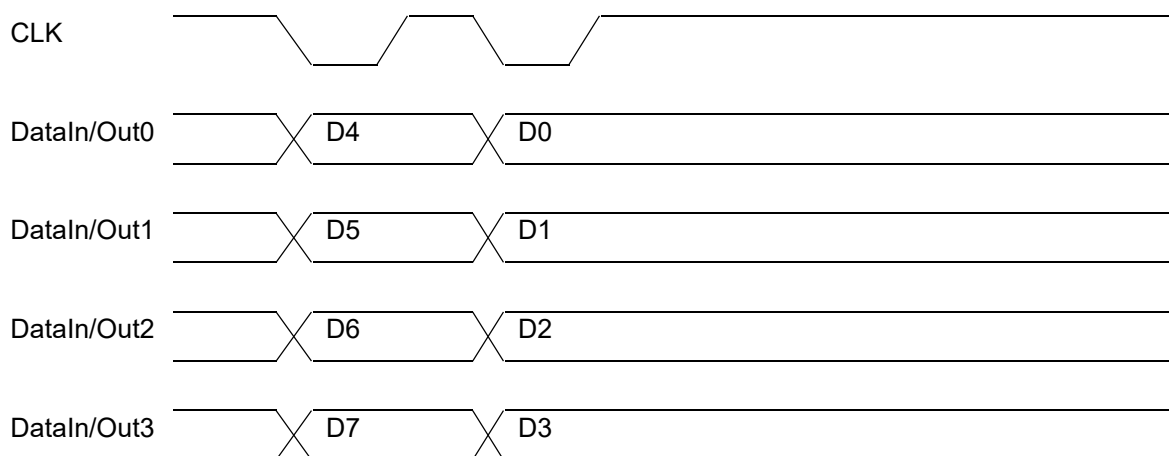 CLK
DataIn/Out0 D4 D0
DataIn/Out1 D5 D1
DataIn/Out2 D6 D2
DataIn/Out3 D7 D3